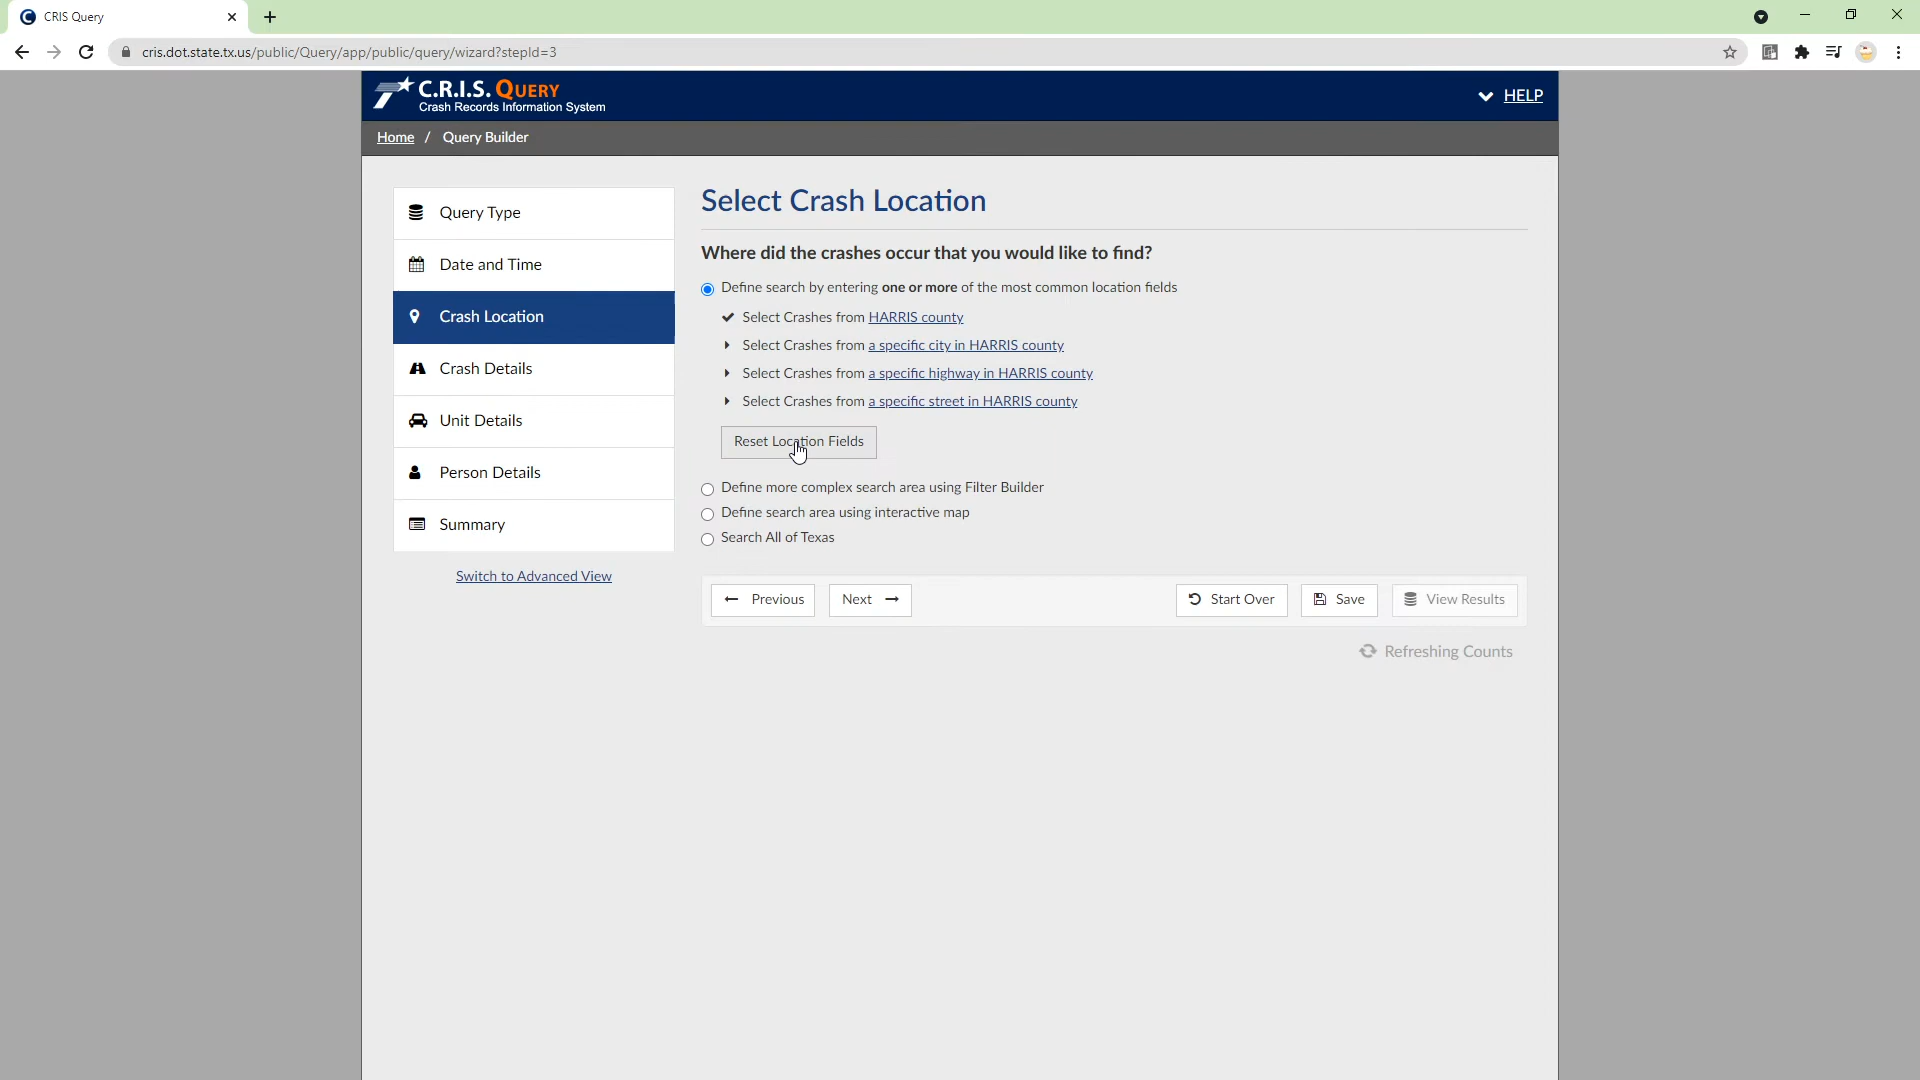 CRIS Query
cris.dot.state.tx.us/public/Query/app/public/query/wizard?stepId=3
C.R.I.S. QUERY
Crash Records Information System
HELP
Home / Query Builder
Query Type
Date and Time
Crash Location
Crash Details
Unit Details
Person Details
Summary
Switch to Advanced View
Select Crash Location
Where did the crashes occur that you would like to find?
Define search by entering one or more of the most common location fields
Select Crashes from HARRIS county
Select Crashes from a specific city in HARRIS county
Select Crashes from a specific highway in HARRIS county
Select Crashes from a specific street in HARRIS county
Reset Location Fields
Define more complex search area using Filter Builder
Define search area using interactive map
Search All of Texas
Previous Next Start Over Save View Results
Refreshing Counts